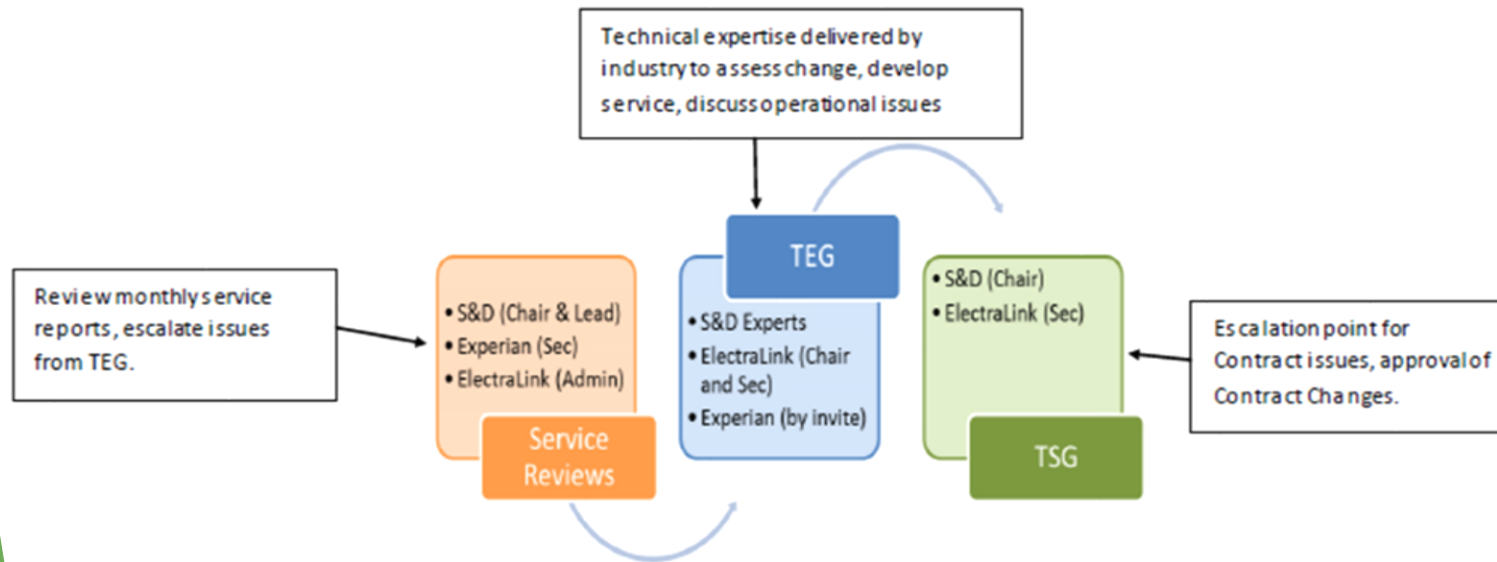 Technical expertise delivered by
industry to assess change, develop
service, discuss operational issues
Review monthly service
reports, escalate issues
from TEG.
• S&D (Chair & Lead)
• Experian (Sec)
• ElectraLink (Admin)
Service
Reviews
TEG
• S&D Experts
• ElectraLink (Chair
and Sec)
• Experian (by invite)
• S&D (Chair)
• ElectraLink (Sec)
TSG
Escalation point for
Contract issues, approval of
Contract Changes.